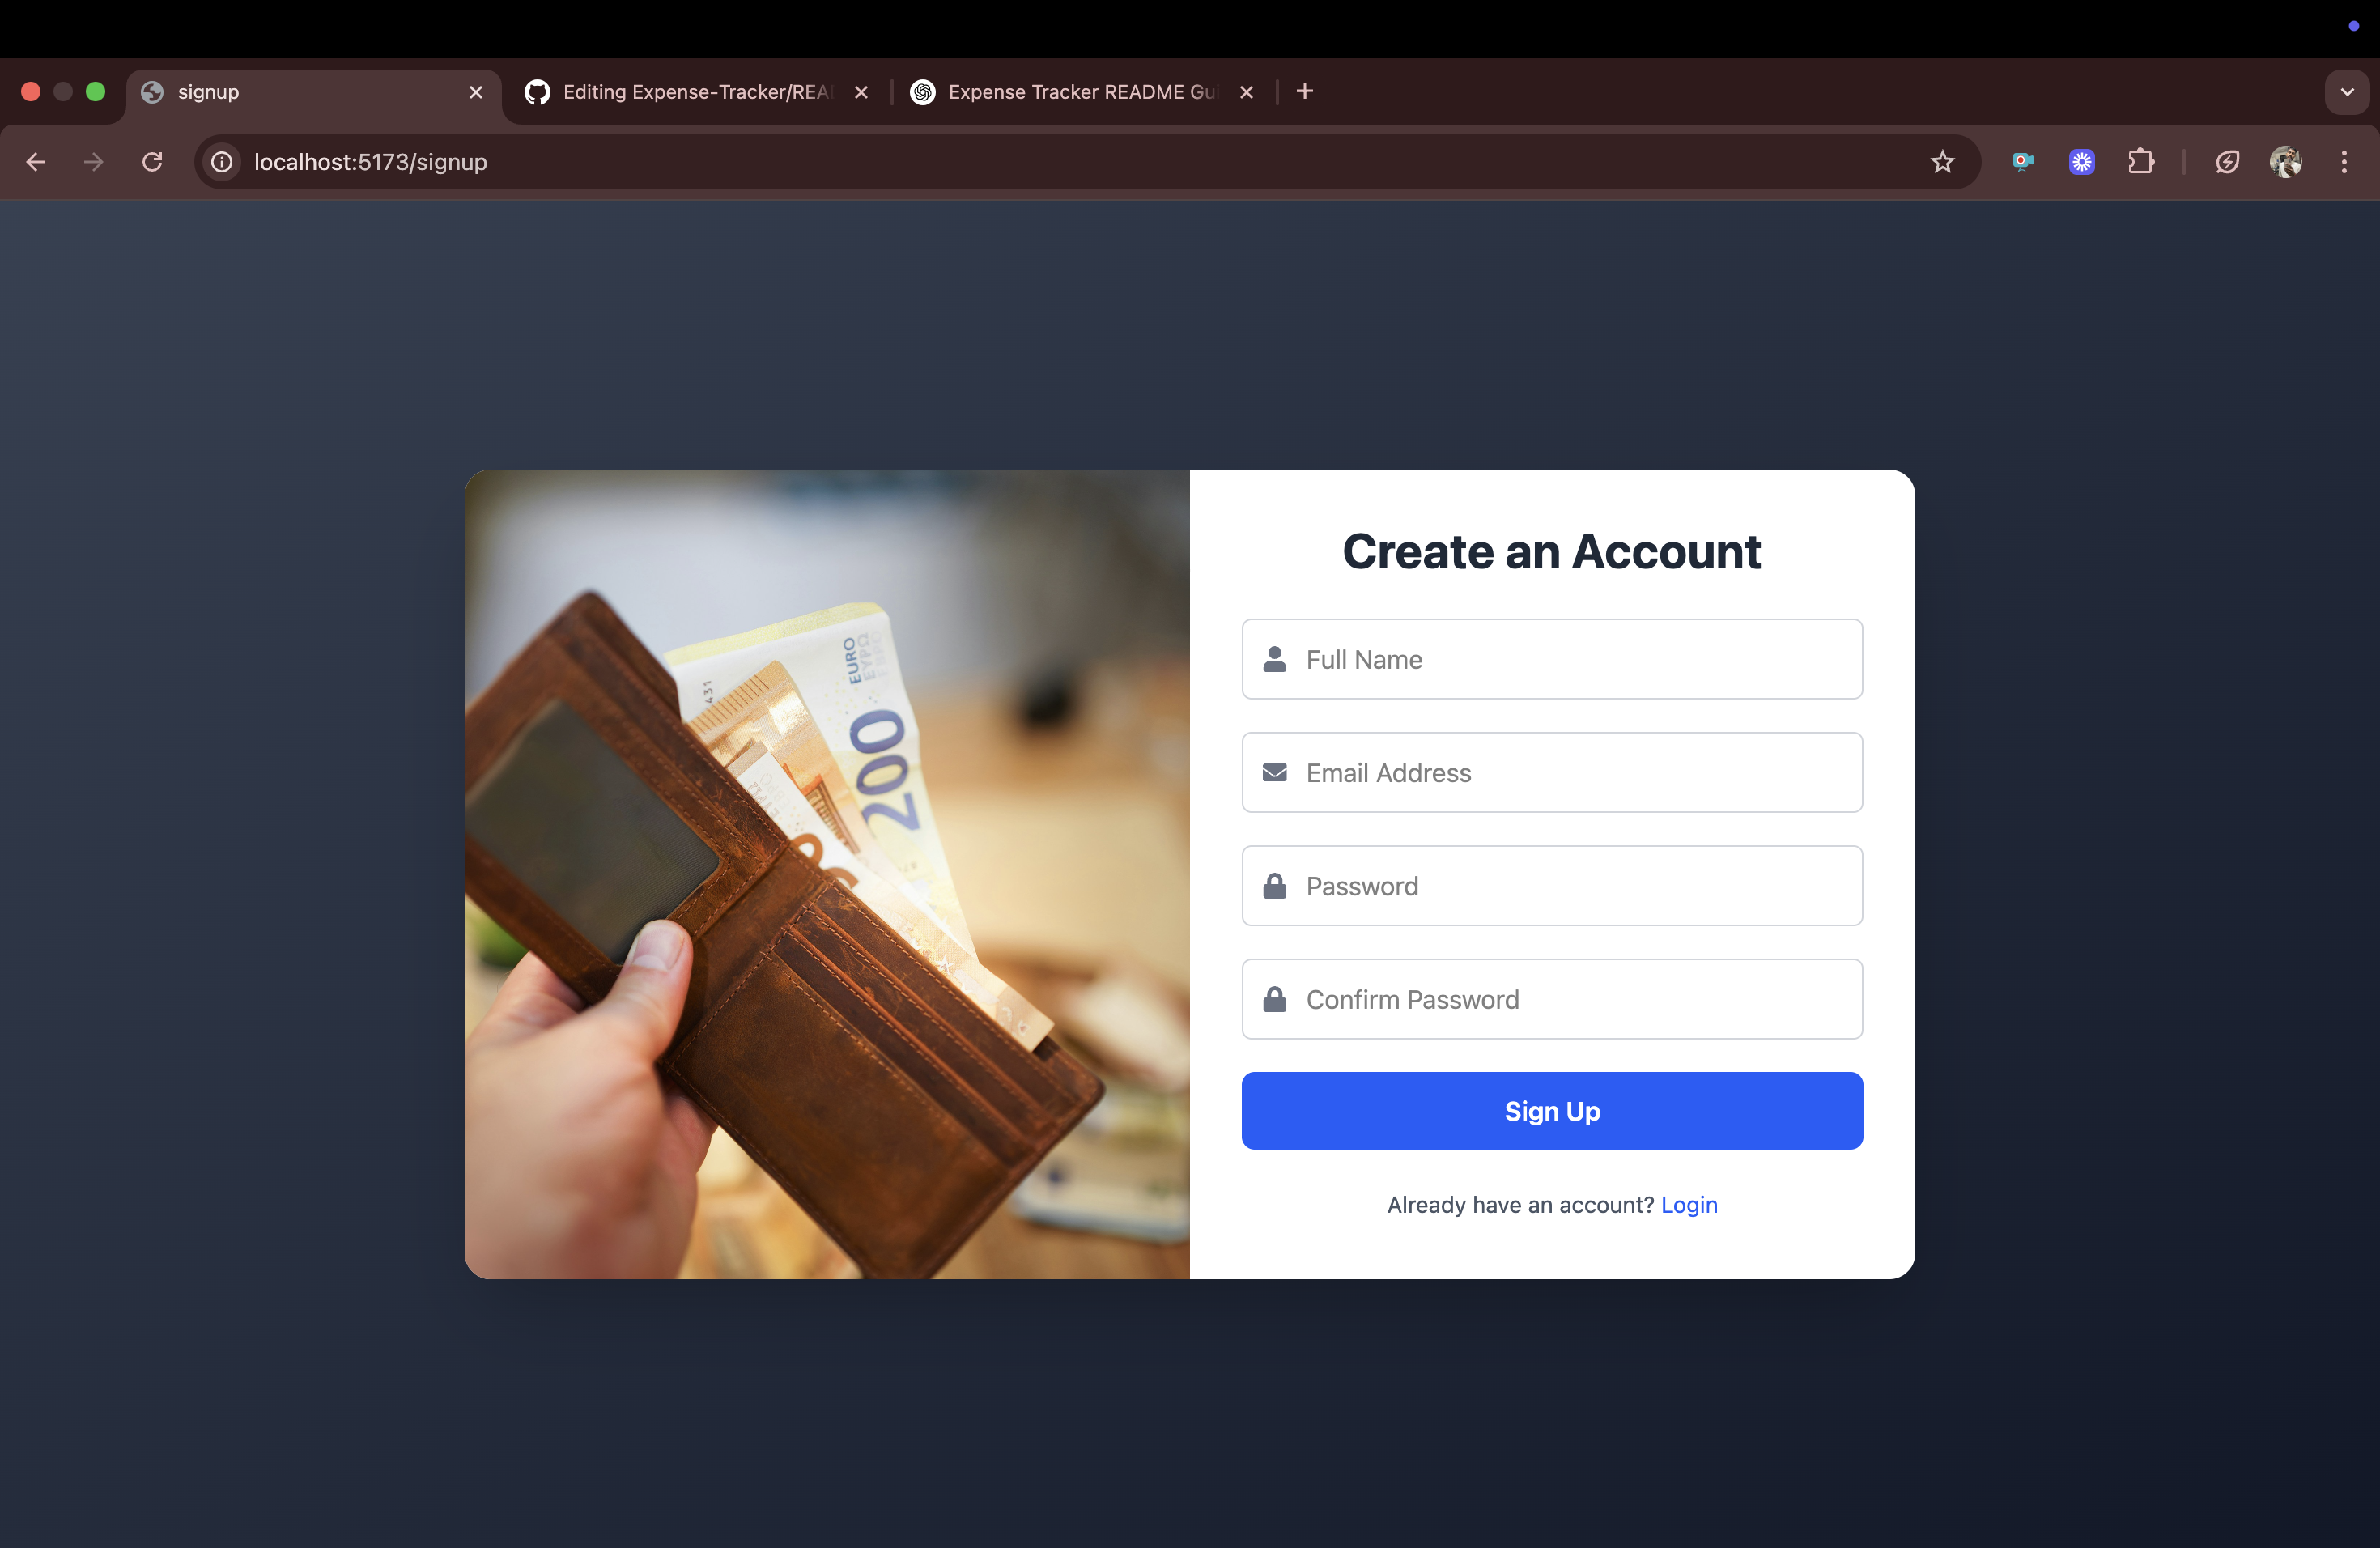 signup
Editing Expense-Tracker/REA
Expense Tracker README Gu
localhost:5173/signup
Create an Account
EURO
ΕΥΡΩ
431
200
Full Name
Email Address
Password
Confirm Password
Sign Up
Already have an account? Login